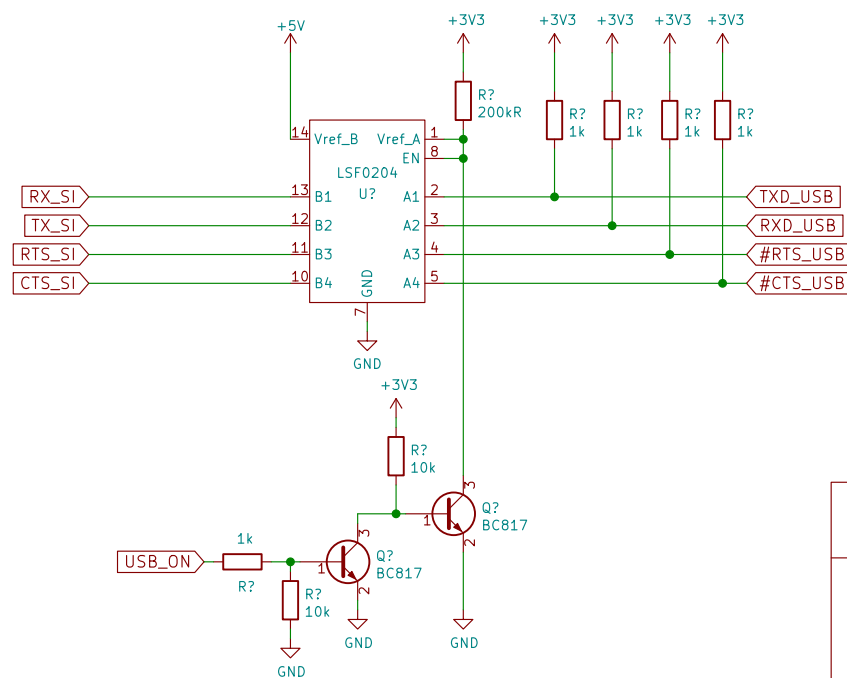 +5V
+3V3
+3V3
+3V3
+3V3
+3V3
R?
200kR
R?
1k
R?
1k
R?
1k
R?
1k
14
Vref_B
Vref_A
1
EN
8
LSF0204
U?
RX_SI
13
B1
A1
2
TXD_USB
TX_SI
12
B2
A2
3
RXD_USB
RTS_SI
11
B3
A3
4
#RTS_USB
CTS_SI
10
B4
A4
5
#CTS_USB
GND
7
GND
+3V3
R?
10k
3
1
Q?
BC817
2
USB_ON
1k
R?
3
1
Q?
BC817
2
R?
10k
GND
GND
GND